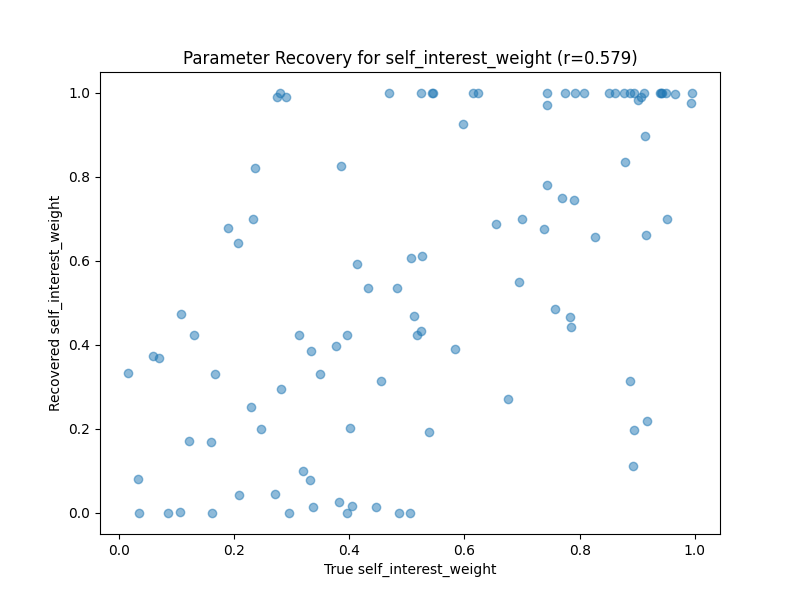 Parameter Recovery for self_interest_weight (r=0.579)
1.0
0.8
0.6
0.4
0.2
0.0
Recovered self_interest_weight
0.0 0.2 0.4 0.6 0.8 1.0
True self_interest_weight